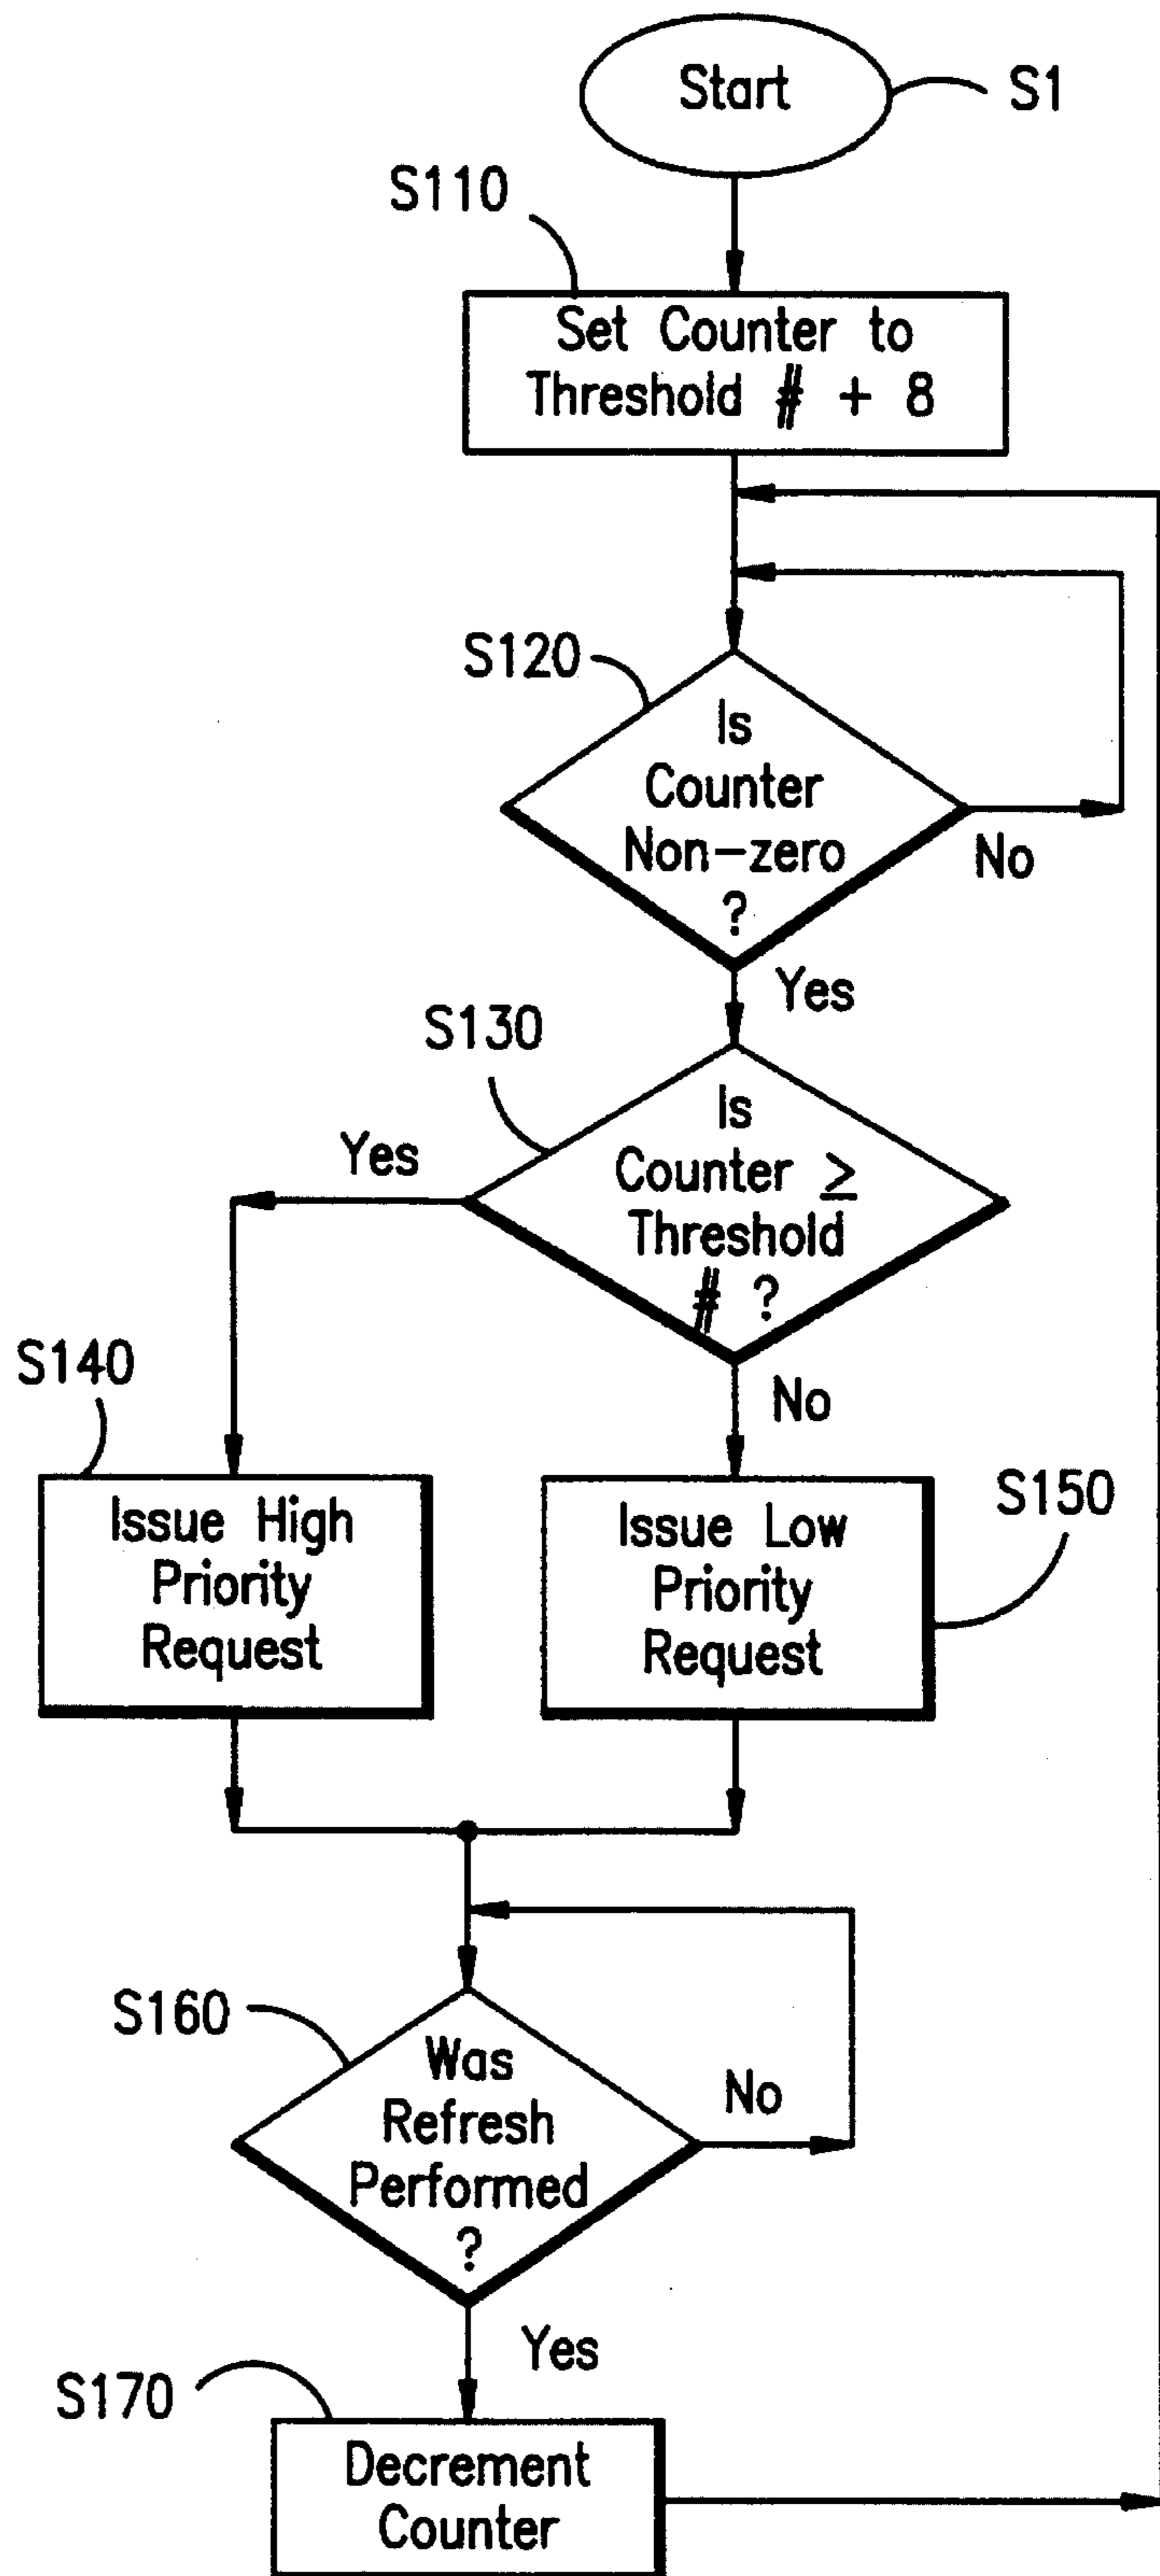 Start
S1
S110
Set Counter to
Threshold # + 8
S120
Is
Counter
Non-zero
?
No
Yes
S130
Is
Counter ≥
Threshold
# ?
Yes
No
S140
Issue High
Priority
Request
Issue Low
Priority
Request
S150
S160
Was
Refresh
Performed
?
No
Yes
S170
Decrement
Counter